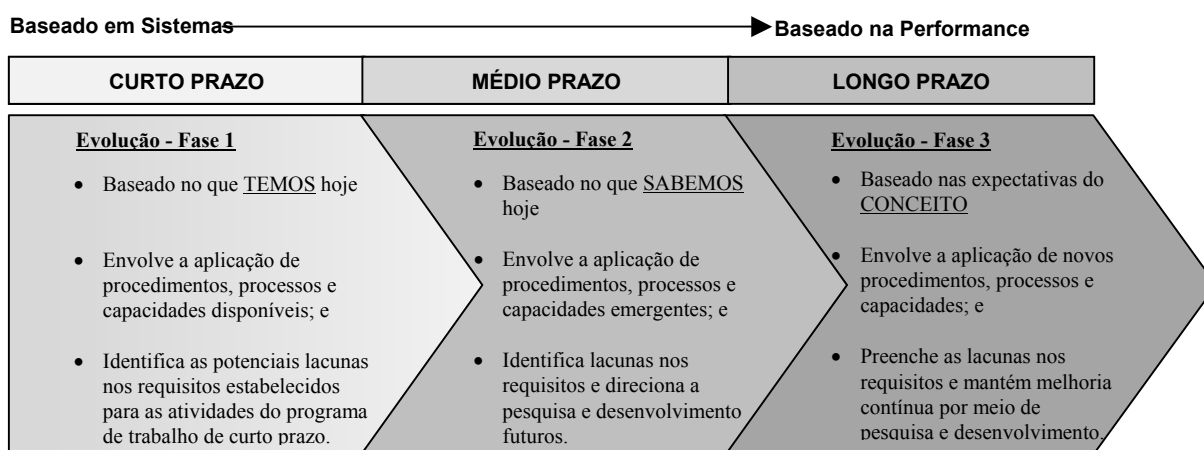 Baseado em Sistemas
Baseado na Performance
CURTO PRAZO
MÉDIO PRAZO
LONGO PRAZO
Evolução - Fase 1
• Baseado no que TEMOS hoje
• Envolve a aplicação de
procedimentos, processos e
capacidades disponíveis; e
• Identifica as potenciais lacunas
nos requisitos estabelecidos
para as atividades do programa
de trabalho de curto prazo.
Evolução - Fase 2
• Baseado no que SABEMOS
hoje
• Envolve a aplicação de
procedimentos, processos e
capacidades emergentes; e
• Identifica lacunas nos
requisitos e direciona a
pesquisa e desenvolvimento
futuros.
Evolução - Fase 3
• Baseado nas expectativas do
CONCEITO
• Envolve a aplicação de novos
procedimentos, processos e
capacidades; e
• Preenche as lacunas nos
requisitos e mantém melhoria
contínua por meio de
pesquisa e desenvolvimento.